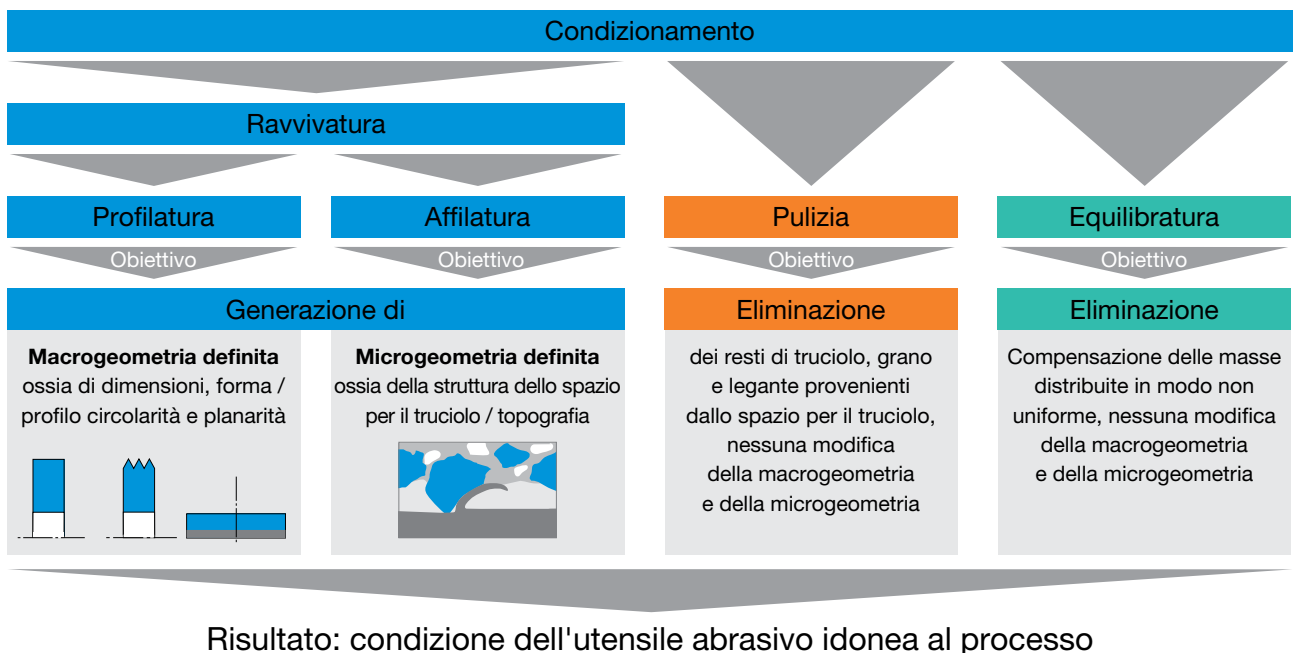 Condizionamento
Ravvivatura
Profilatura
Affilatura
Pulizia
Equilibratura
Obiettivo
Obiettivo
Obiettivo
Obiettivo
Generazione di
Eliminazione
Eliminazione
Macrogeometria definita
ossia di dimensioni, forma /
profilo circolarità e planarità
Microgeometria definita
ossia della struttura dello spazio
per il truciolo / topografia
dei resti di truciolo, grano
e legante provenienti
dallo spazio per il truciolo,
nessuna modifica
della macrogeometria
e della microgeometria
Compensazione delle masse
distribuite in modo non
uniforme, nessuna modifica
della macrogeometria
e della microgeometria
Risultato: condizione dell'utensile abrasivo idonea al processo